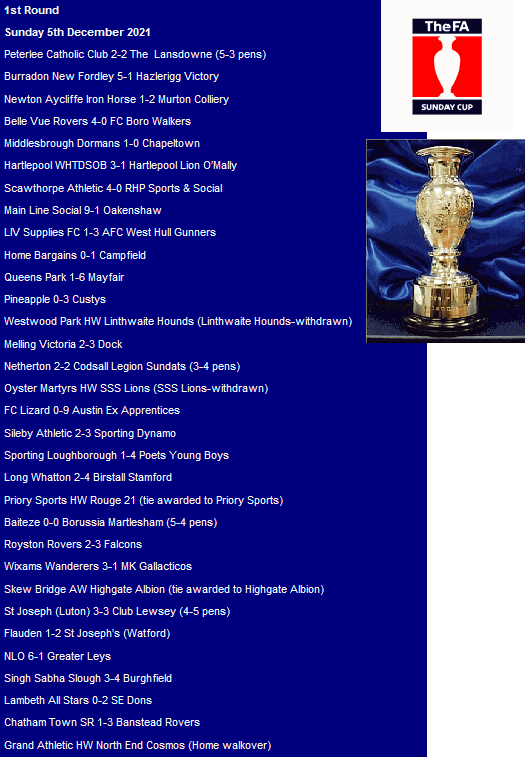 1st Round
Sunday 5th December 2021
Peterlee Catholic Club 2-2 The Lansdowne (5-3 pens)
Burradon New Fordley 5-1 Hazlerigg Victory
Newton Aycliffe Iron Horse 1-2 Murton Colliery
Belle Vue Rovers 4-0 FC Boro Walkers
Middlesbrough Dormans 1-0 Chapeltown
Hartlepool WHTDSOB 3-1 Hartlepool Lion O'Mally
Scawthorpe Athletic 4-0 RHP Sports & Social
Main Line Social 9-1 Oakenshaw
LIV Supplies FC 1-3 AFC West Hull Gunners
Home Bargains 0-1 Campfield
Queens Park 1-6 Mayfair
Pineapple 0-3 Custys
Westwood Park HW Linthwaite Hounds (Linthwaite Hounds-withdrawn)
Melling Victoria 2-3 Dock
Netherton 2-2 Codsall Legion Sundats (3-4 pens)
Oyster Martyrs HW SSS Lions (SSS Lions-withdrawn)
FC Lizard 0-9 Austin Ex Apprentices
Sileby Athletic 2-3 Sporting Dynamo
Sporting Loughborough 1-4 Poets Young Boys
Long Whatton 2-4 Birstall Stamford
Priory Sports HW Rouge 21 (tie awarded to Priory Sports)
Baiteze 0-0 Borussia Martlesham (5-4 pens)
Royston Rovers 2-3 Falcons
Wixams Wanderers 3-1 MK Gallacticos
Skew Bridge AW Highgate Albion (tie awarded to Highgate Albion)
St Joseph (Luton) 3-3 Club Lewsey (4-5 pens)
Flauden 1-2 St Joseph's (Watford)
NLO 6-1 Greater Leys
Singh Sabha Slough 3-4 Burghfield
Lambeth All Stars 0-2 SE Dons
Chatham Town SR 1-3 Banstead Rovers
Grand Athletic HW North End Cosmos (Home walkover)
The FA
SUNDAY CUP